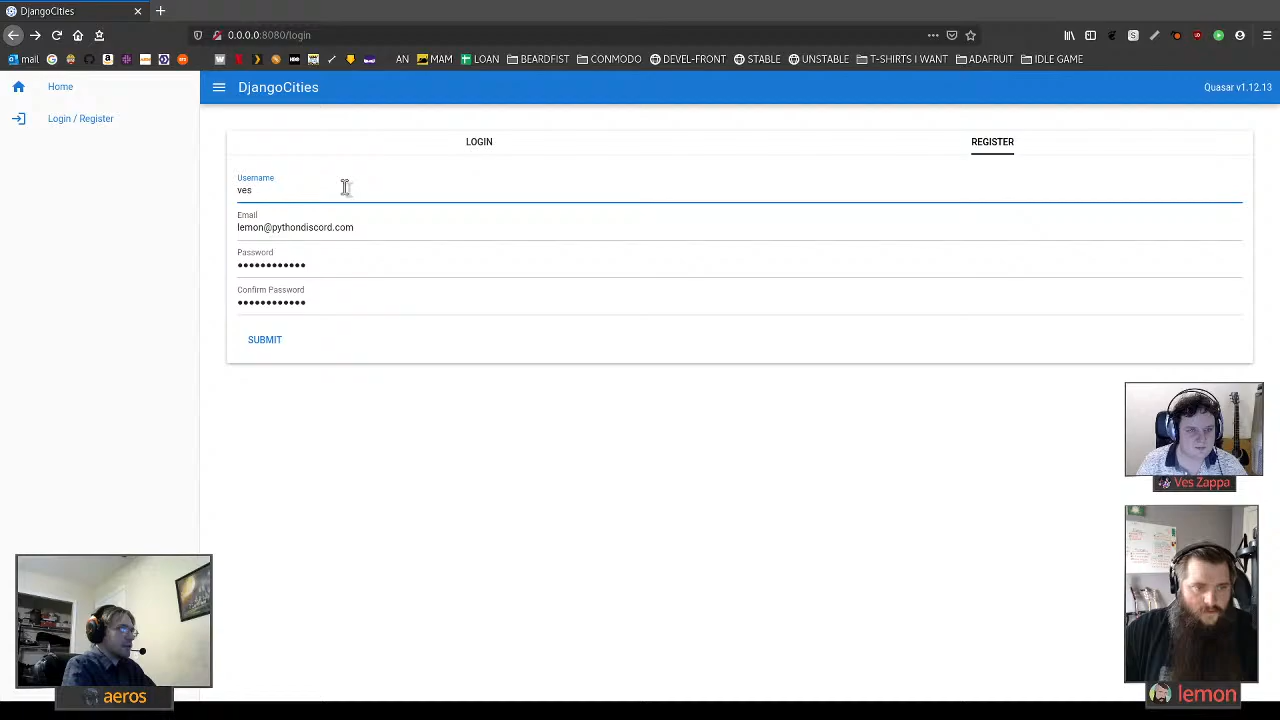 DjangoCities
0.0.0.0:8080/login
mail
AN
MAM
LOAN
BEARDFIST
CONMODO
DEVEL-FRONT
STABLE
UNSTABLE
T-SHIRTS I WANT
ADAFRUIT
IDLE GAME
Home
Login / Register
DjangoCities
Quasar v1.12.13
LOGIN
REGISTER
Username
ves
Email
lemon@pythondiscord.com
Password
Confirm Password
SUBMIT
Ves Zappa
aeros
lemon